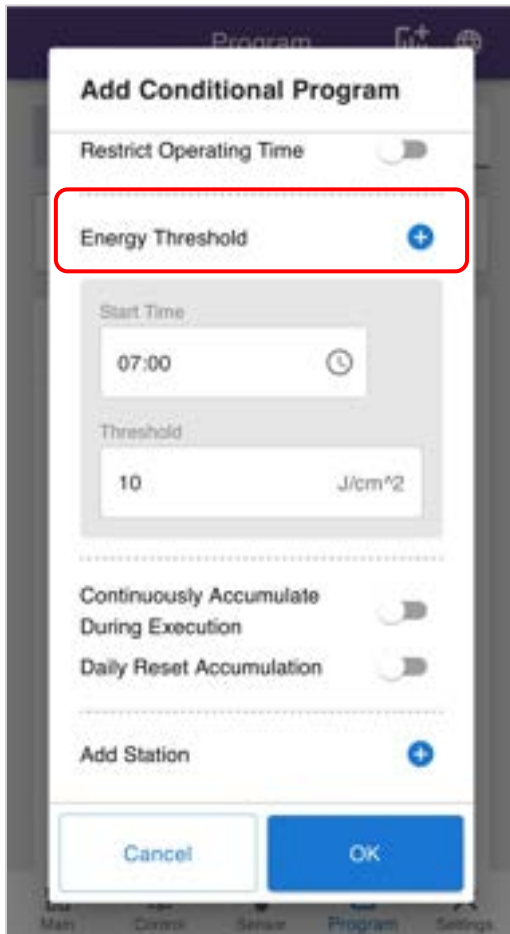 Program
Add Conditional Program
Restrict Operating Time
Energy Threshold
Start Time
07:00
Threshold
10 J/cm^2
Continuously Accumulate
During Execution
Daily Reset Accumulation
Add Station
Cancel OK
Main Control Sensor Program Settings